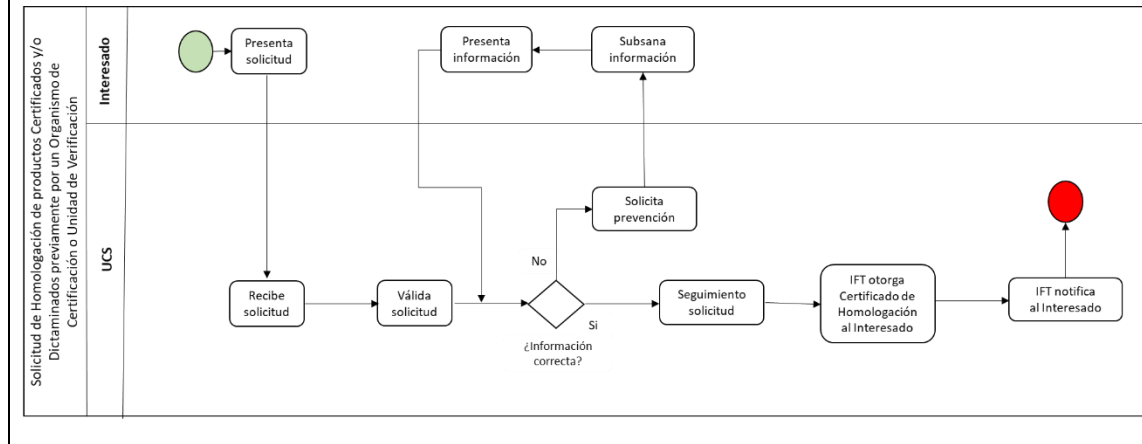 Solicitud de Homologación de productos Certificados y/o
Dictaminados previamente por un Organismo de
Certificación o Unidad de Verificación
Interesado
Presenta
solicitud
Presenta
información
Subsana
información
UCS
Solicita
prevención
No
Recibe
solicitud
Válida
solicitud
Si
¿Información
correcta?
Seguimiento
solicitud
IFT otorga
Certificado de
Homologación
al Interesado
IFT notifica
al Interesado